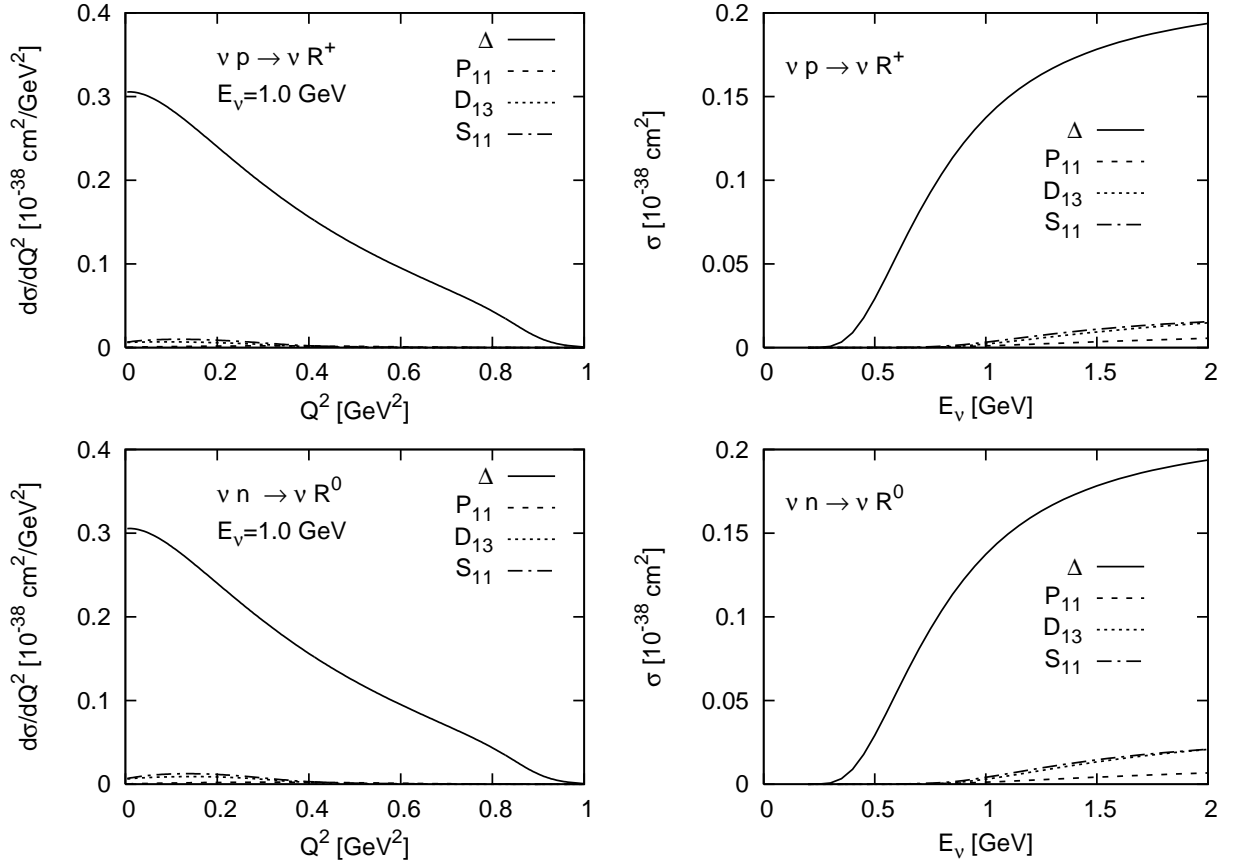 0.4
0.3
0.2
0.1
0
dσ/dQ² [10⁻³⁸ cm²/GeV²]
ν p → ν R⁺
E_ν=1.0 GeV
Δ
P₁₁
D₁₃
S₁₁
0 0.2 0.4 0.6 0.8 1
Q² [GeV²]
0.2
0.15
0.1
0.05
0
σ [10⁻³⁸ cm²]
ν p → ν R⁺
Δ
P₁₁
D₁₃
S₁₁
0 0.5 1 1.5 2
E_ν [GeV]
0.4
0.3
0.2
0.1
0
dσ/dQ² [10⁻³⁸ cm²/GeV²]
ν n → ν R⁰
E_ν=1.0 GeV
Δ
P₁₁
D₁₃
S₁₁
0 0.2 0.4 0.6 0.8 1
Q² [GeV²]
0.2
0.15
0.1
0.05
0
σ [10⁻³⁸ cm²]
ν n → ν R⁰
Δ
P₁₁
D₁₃
S₁₁
0 0.5 1 1.5 2
E_ν [GeV]